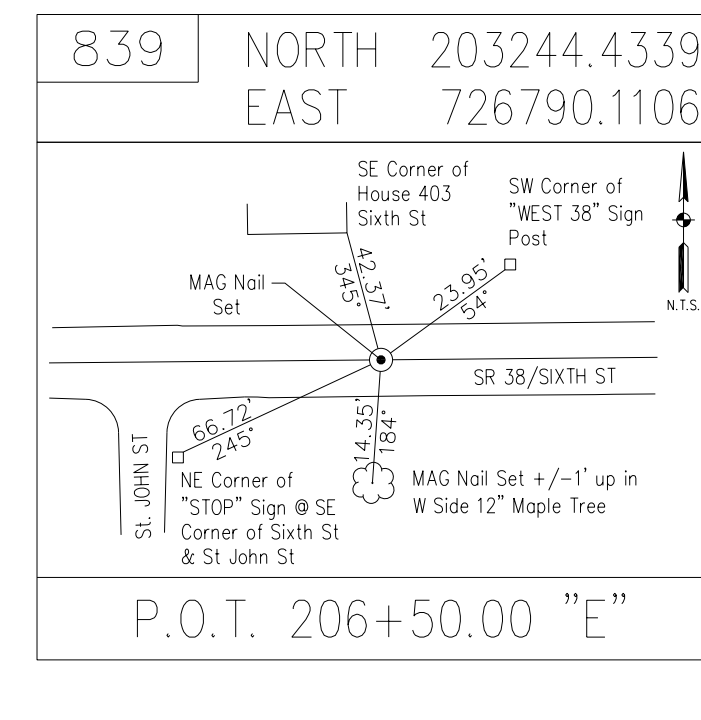 839
NORTH 203244.4339
EAST 726790.1106
SE Corner of
House 403
Sixth St
SW Corner of
"WEST 38" Sign
Post
N.T.S.
MAG Nail
Set
42.37'
345°
23.95'
54°
SR 38/SIXTH ST
66.72'
245°
14.35'
184°
St. JOHN ST
NE Corner of
"STOP" Sign @ SE
Corner of Sixth St
& St John St
MAG Nail Set +/-1' up in
W Side 12" Maple Tree
P.O.T. 206+50.00 "E"